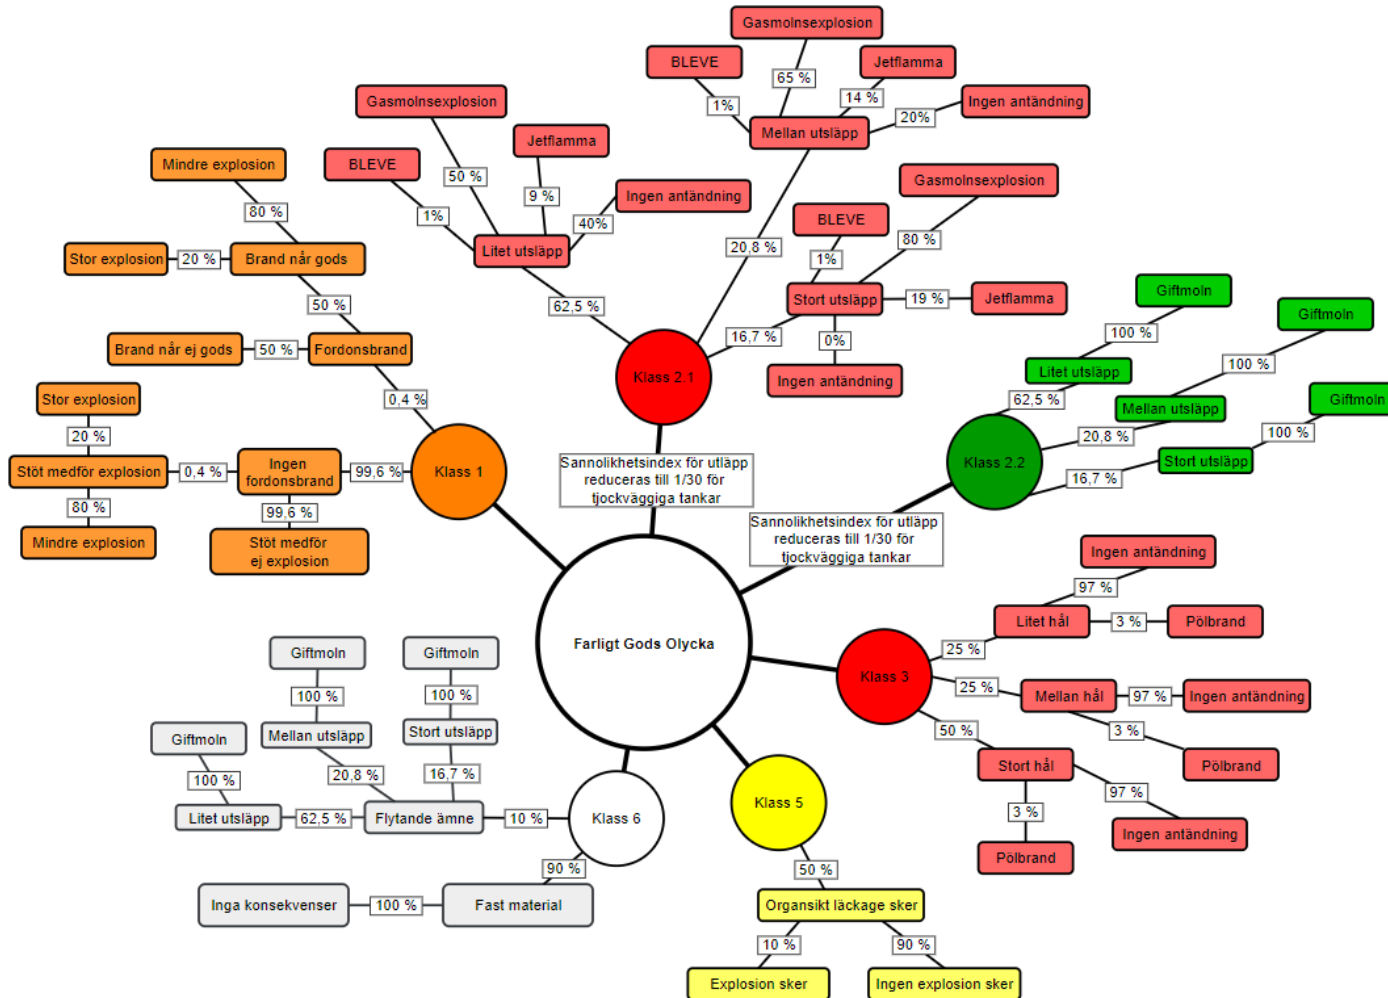 Gasmolnsexplosion
BLEVE
65 %
Jetflamma
1%
14 %
Ingen antändning
20%
Mellan utsläpp
20,8 %
Gasmolnsexplosion
Jetflamma
BLEVE
50 %
9 %
Ingen antändning
1%
40%
Litet utsläpp
62,5 %
Gasmolnsexplosion
BLEVE
80 %
1%
Stort utsläpp
19 %
Jetflamma
16,7 %
0%
Ingen antändning
Klass 2.1
Mindre explosion
80 %
Stor explosion
20 %
Brand når gods
50 %
Brand når ej gods
50 %
Fordonsbrand
0,4 %
Stor explosion
20 %
Stöt medför explosion
0,4 %
Ingen
fordonsbrand
99,6 %
Klass 1
80 %
99,6 %
Mindre explosion
Stöt medför
ej explosion
Sannolikhetsindex för utläpp
reduceras till 1/30 för
tjockväggiga tankar
Giftmoln
Giftmoln
100 %
100 %
Litet utsläpp
62,5 %
Giftmoln
Mellan utsläpp
20,8 %
100 %
Klass 2.2
Stort utsläpp
16,7 %
Sannolikhetsindex för utläpp
reduceras till 1/30 för
tjockväggiga tankar
Farligt Gods Olycka
Ingen antändning
97 %
Litet hål
3 %
Pölbrand
25 %
Klass 3
25 %
Mellan hål
97 %
Ingen antändning
3 %
Pölbrand
50 %
Stort hål
97 %
3 %
Ingen antändning
Pölbrand
Giftmoln
Giftmoln
100 %
100 %
Giftmoln
Mellan utsläpp
Stort utsläpp
100 %
20,8 %
16,7 %
Litet utsläpp
62,5 %
Flytande ämne
10 %
Klass 6
90 %
Inga konsekvenser
100 %
Fast material
Klass 5
50 %
Organsikt läckage sker
10 %
90 %
Explosion sker
Ingen explosion sker